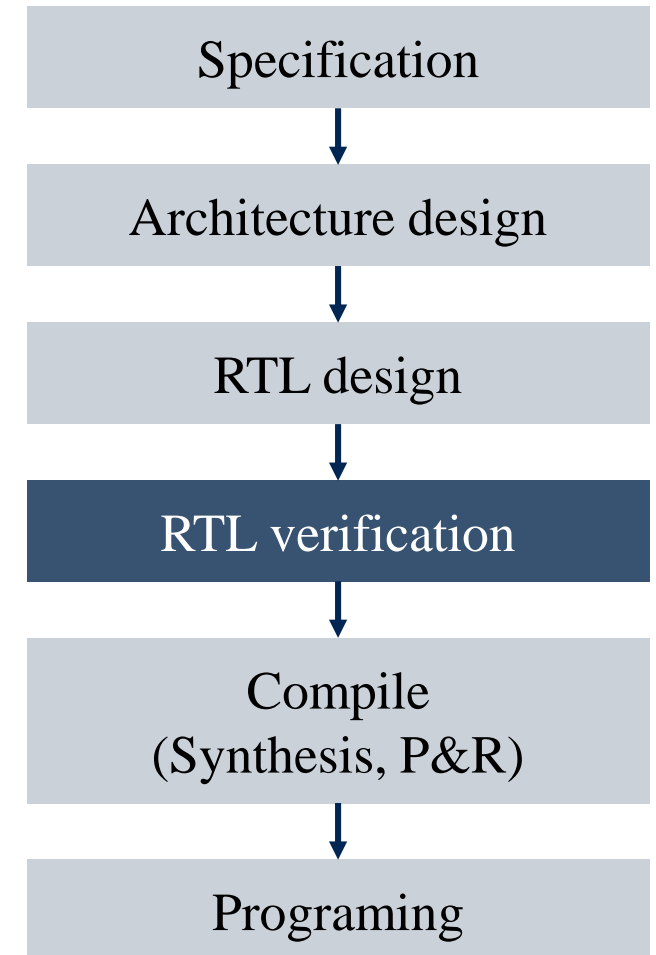 Specification
Architecture design
RTL design
RTL verification
Compile
(Synthesis, P&R)
Programing